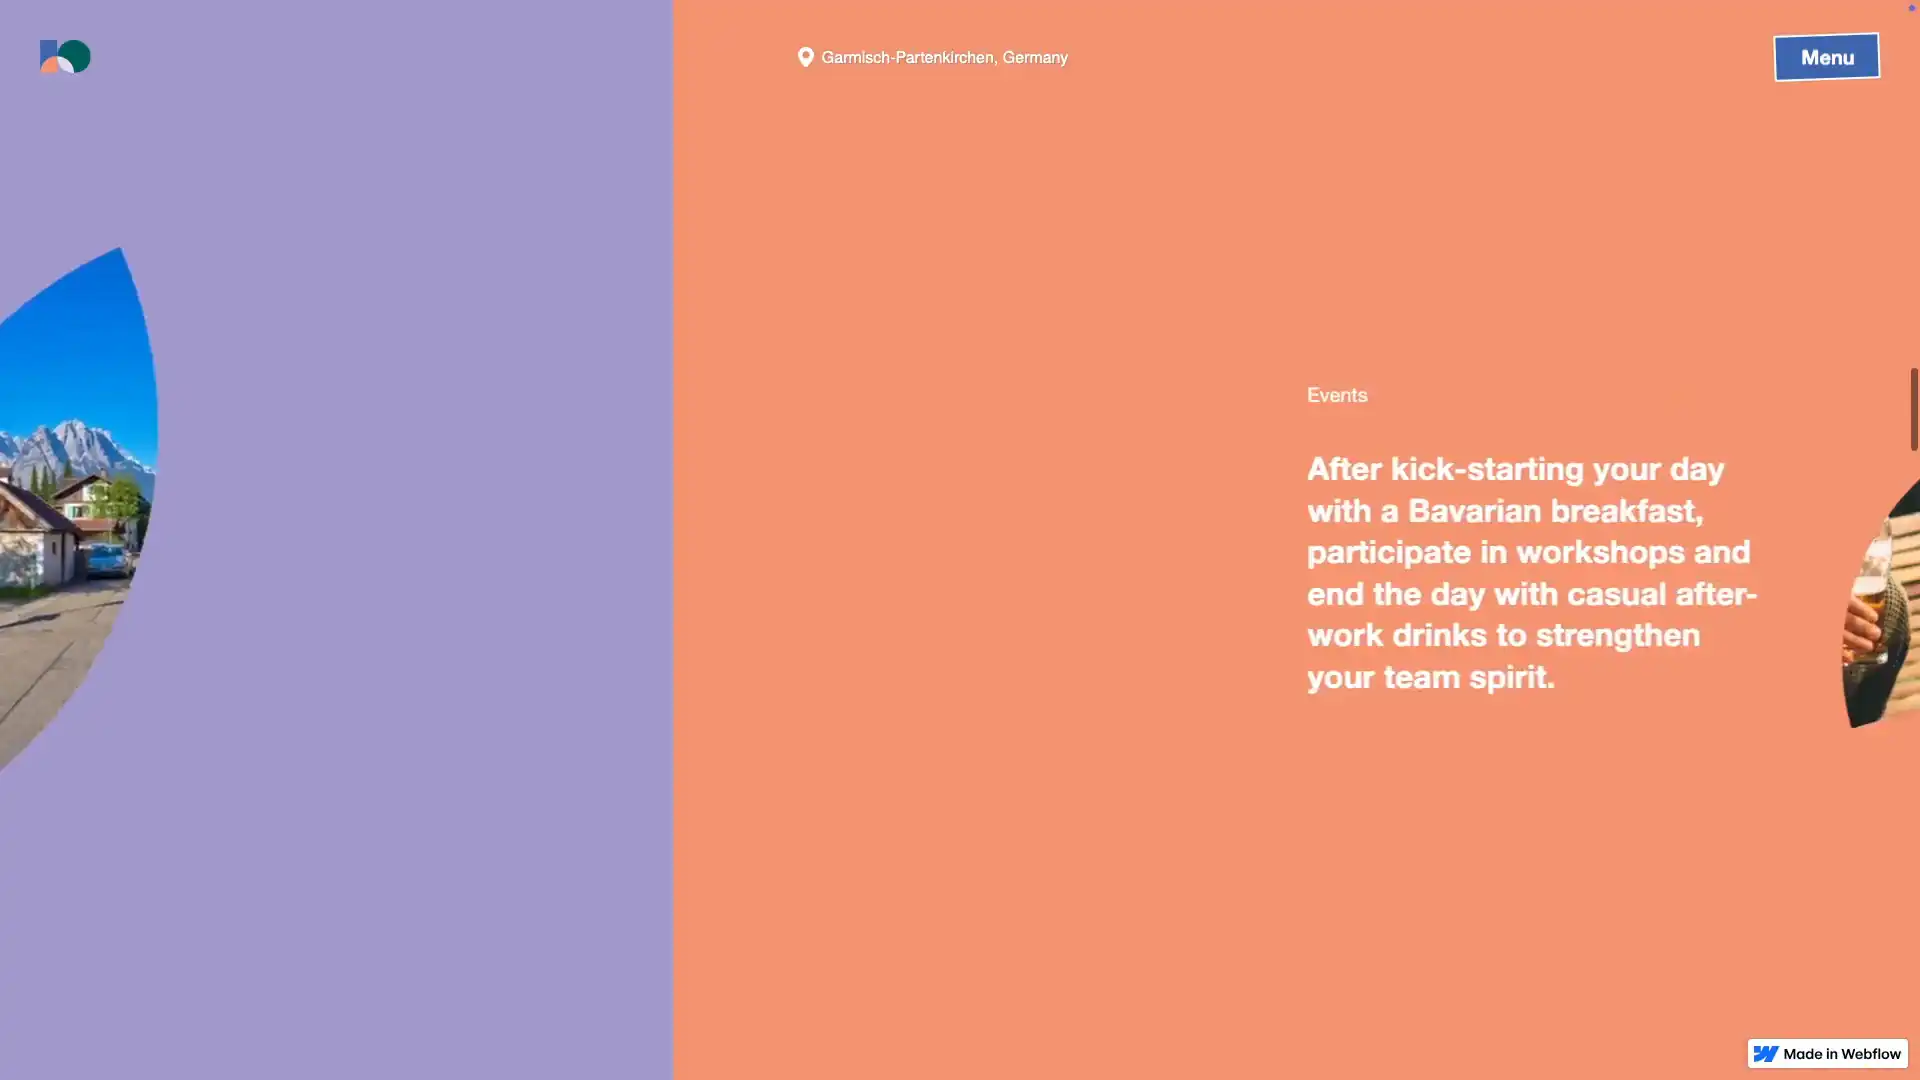 Garmisch-Partenkirchen, Germany
Menu
Events
After kick-starting your day
with a Bavarian breakfast,
participate in workshops and
end the day with casual after-
work drinks to strengthen
your team spirit.
Made in Webflow